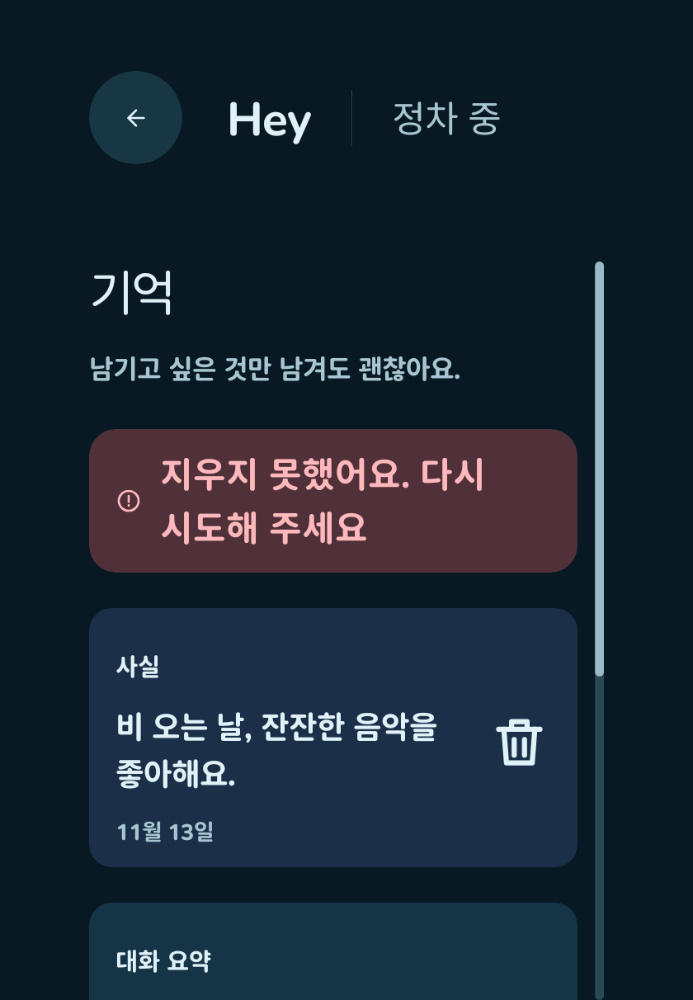 Hey 정차 중
기억
남기고 싶은 것만 남겨도 괜찮아요.
지우지 못했어요. 다시
시도해 주세요
사실
비 오는 날, 잔잔한 음악을
좋아해요.
11월 13일
대화 요약